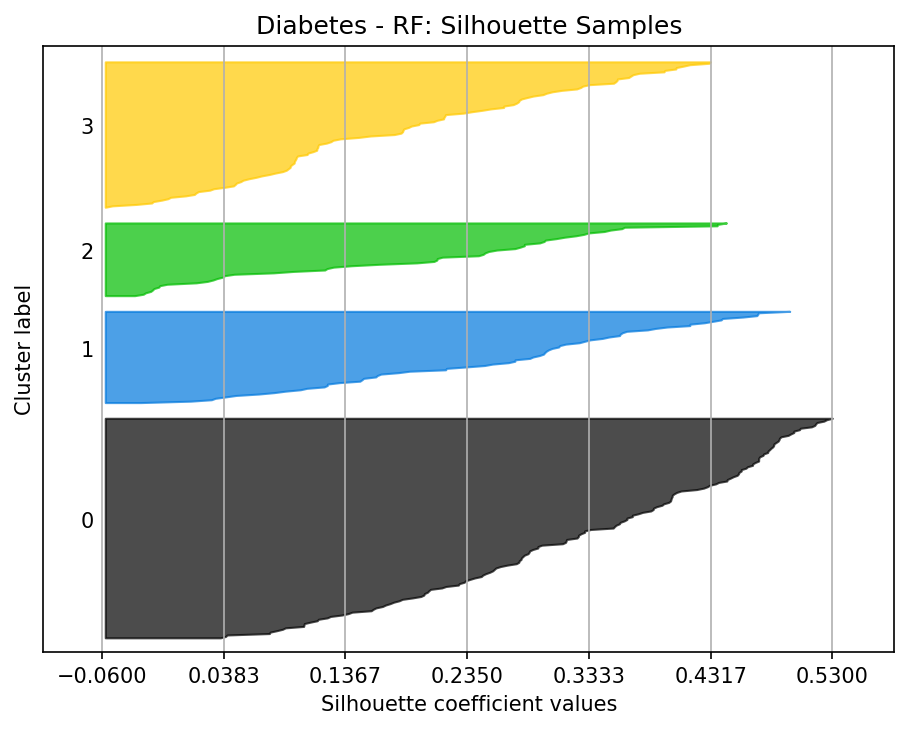 Diabetes - RF: Silhouette Samples
3
2
1
0
Cluster label
−0.0600 0.0383 0.1367 0.2350 0.3333 0.4317 0.5300
Silhouette coefficient values